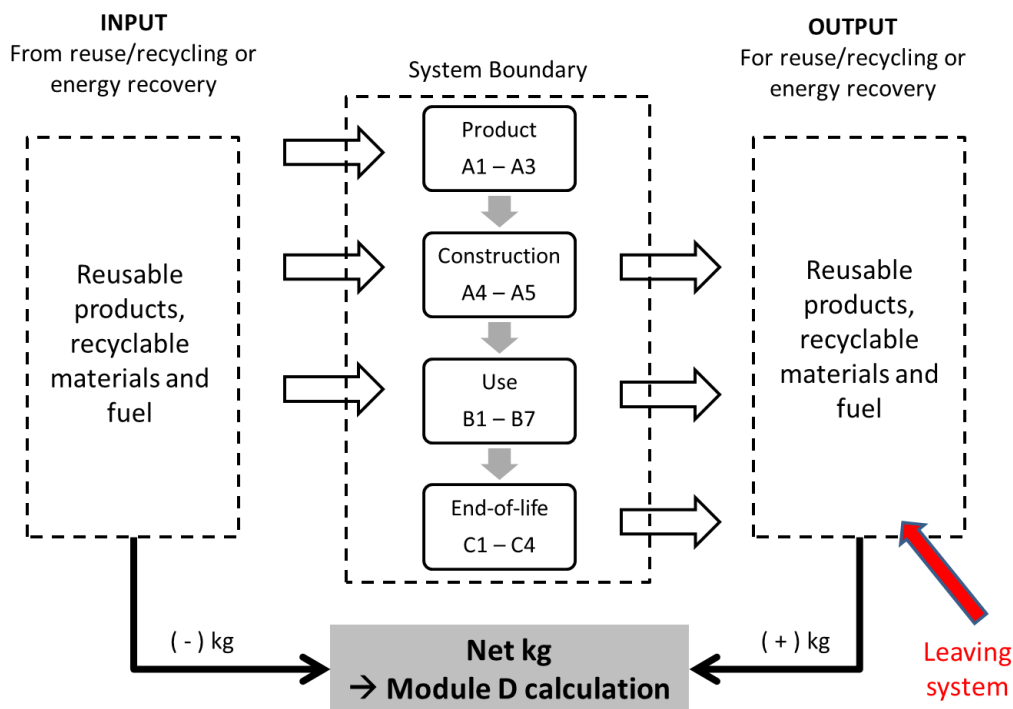 INPUT
From reuse/recycling or
energy recovery
System Boundary
OUTPUT
For reuse/recycling or
energy recovery
Reusable
products,
recyclable
materials and
fuel
Product
A1 – A3
Construction
A4 – A5
Use
B1 – B7
End-of-life
C1 – C4
Reusable
products,
recyclable
materials and
fuel
( - ) kg
Net kg
→ Module D calculation
( + ) kg
Leaving
system